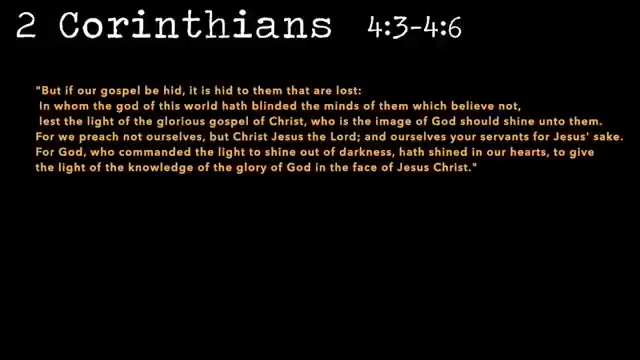 2 Corinthians 4:3-4:6
"But if our gospel be hid, it is hid to them that are lost:
In whom the god of this world hath blinded the minds of them which believe not,
lest the light of the glorious gospel of Christ, who is the image of God should shine unto them.
For we preach not ourselves, but Christ Jesus the Lord; and ourselves your servants for Jesus' sake.
For God, who commanded the light to shine out of darkness, hath shined in our hearts, to give
the light of the knowledge of the glory of God in the face of Jesus Christ."